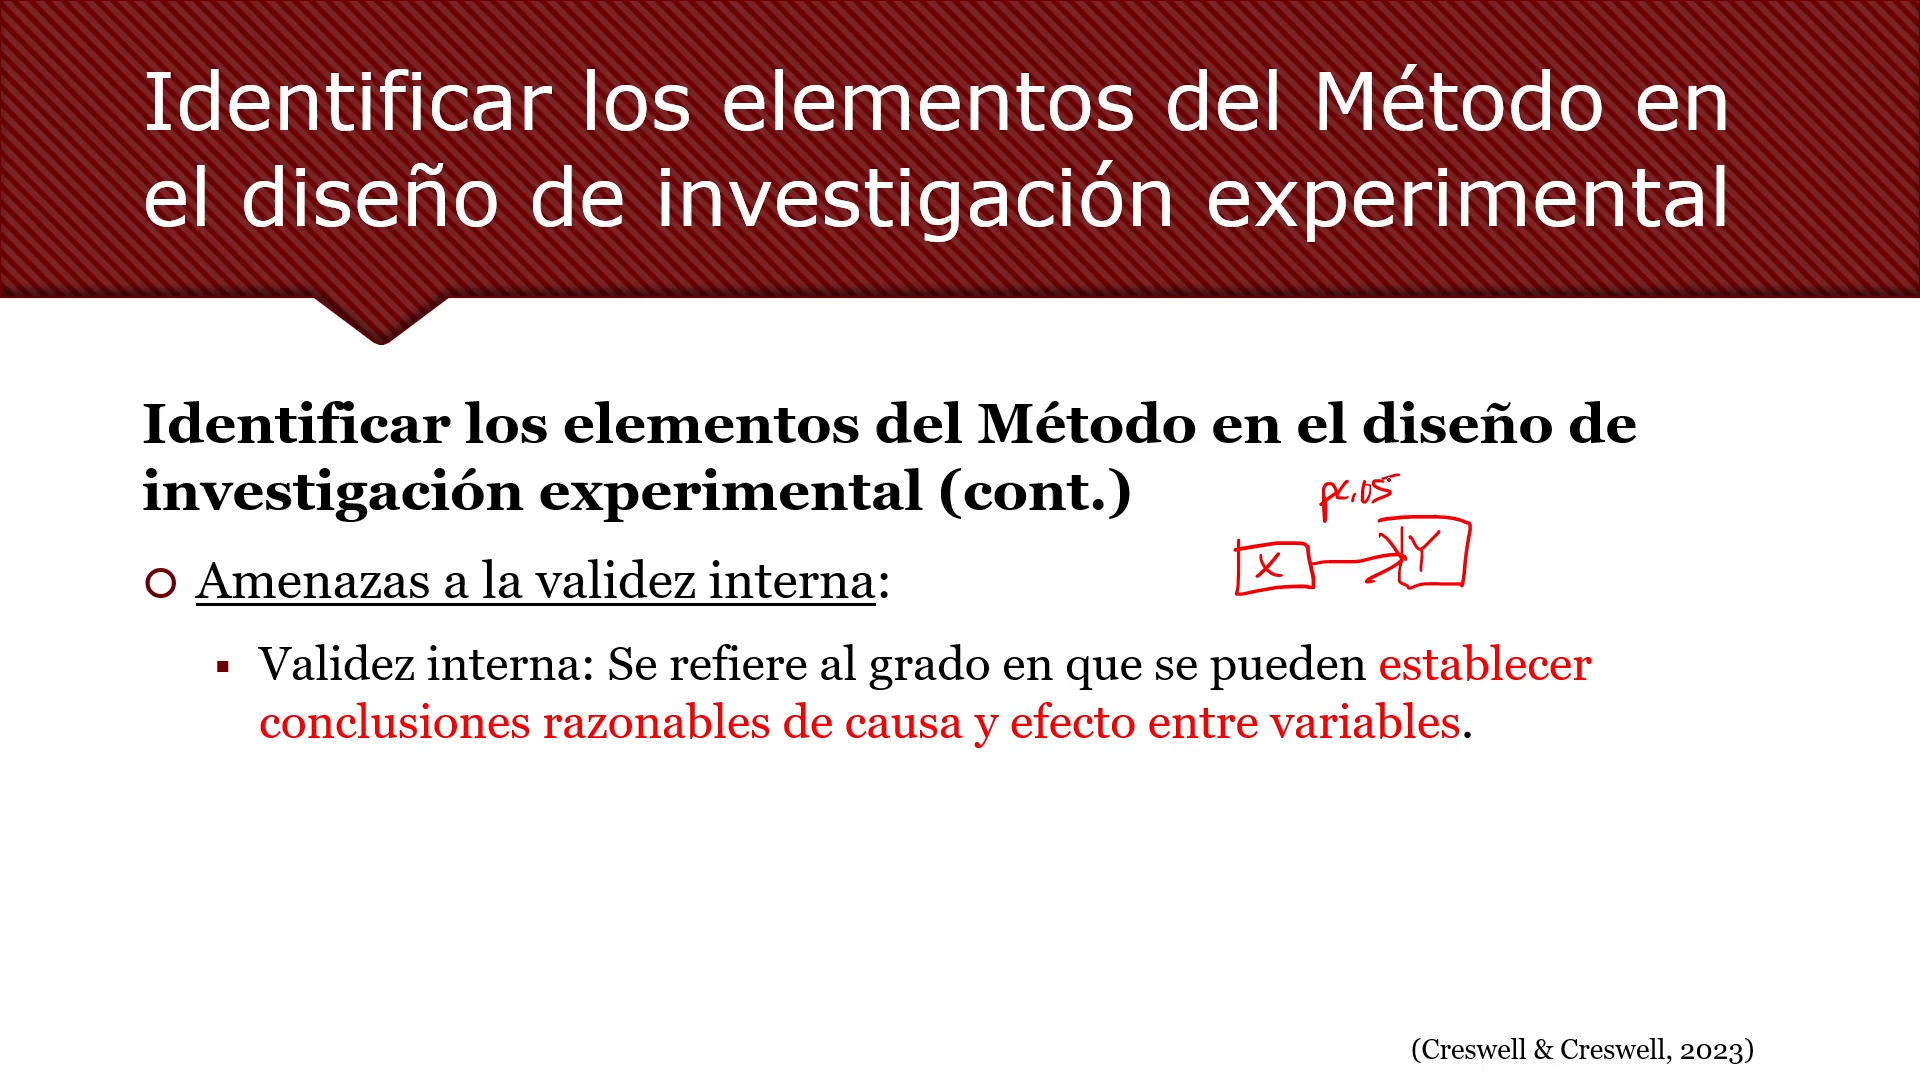 Identificar los elementos del Método en
el diseño de investigación experimental
Identificar los elementos del Método en el diseño de
investigación experimental (cont.)
p<.05
X
Y
Amenazas a la validez interna:
Validez interna: Se refiere al grado en que se pueden establecer
conclusiones razonables de causa y efecto entre variables.
(Creswell & Creswell, 2023)